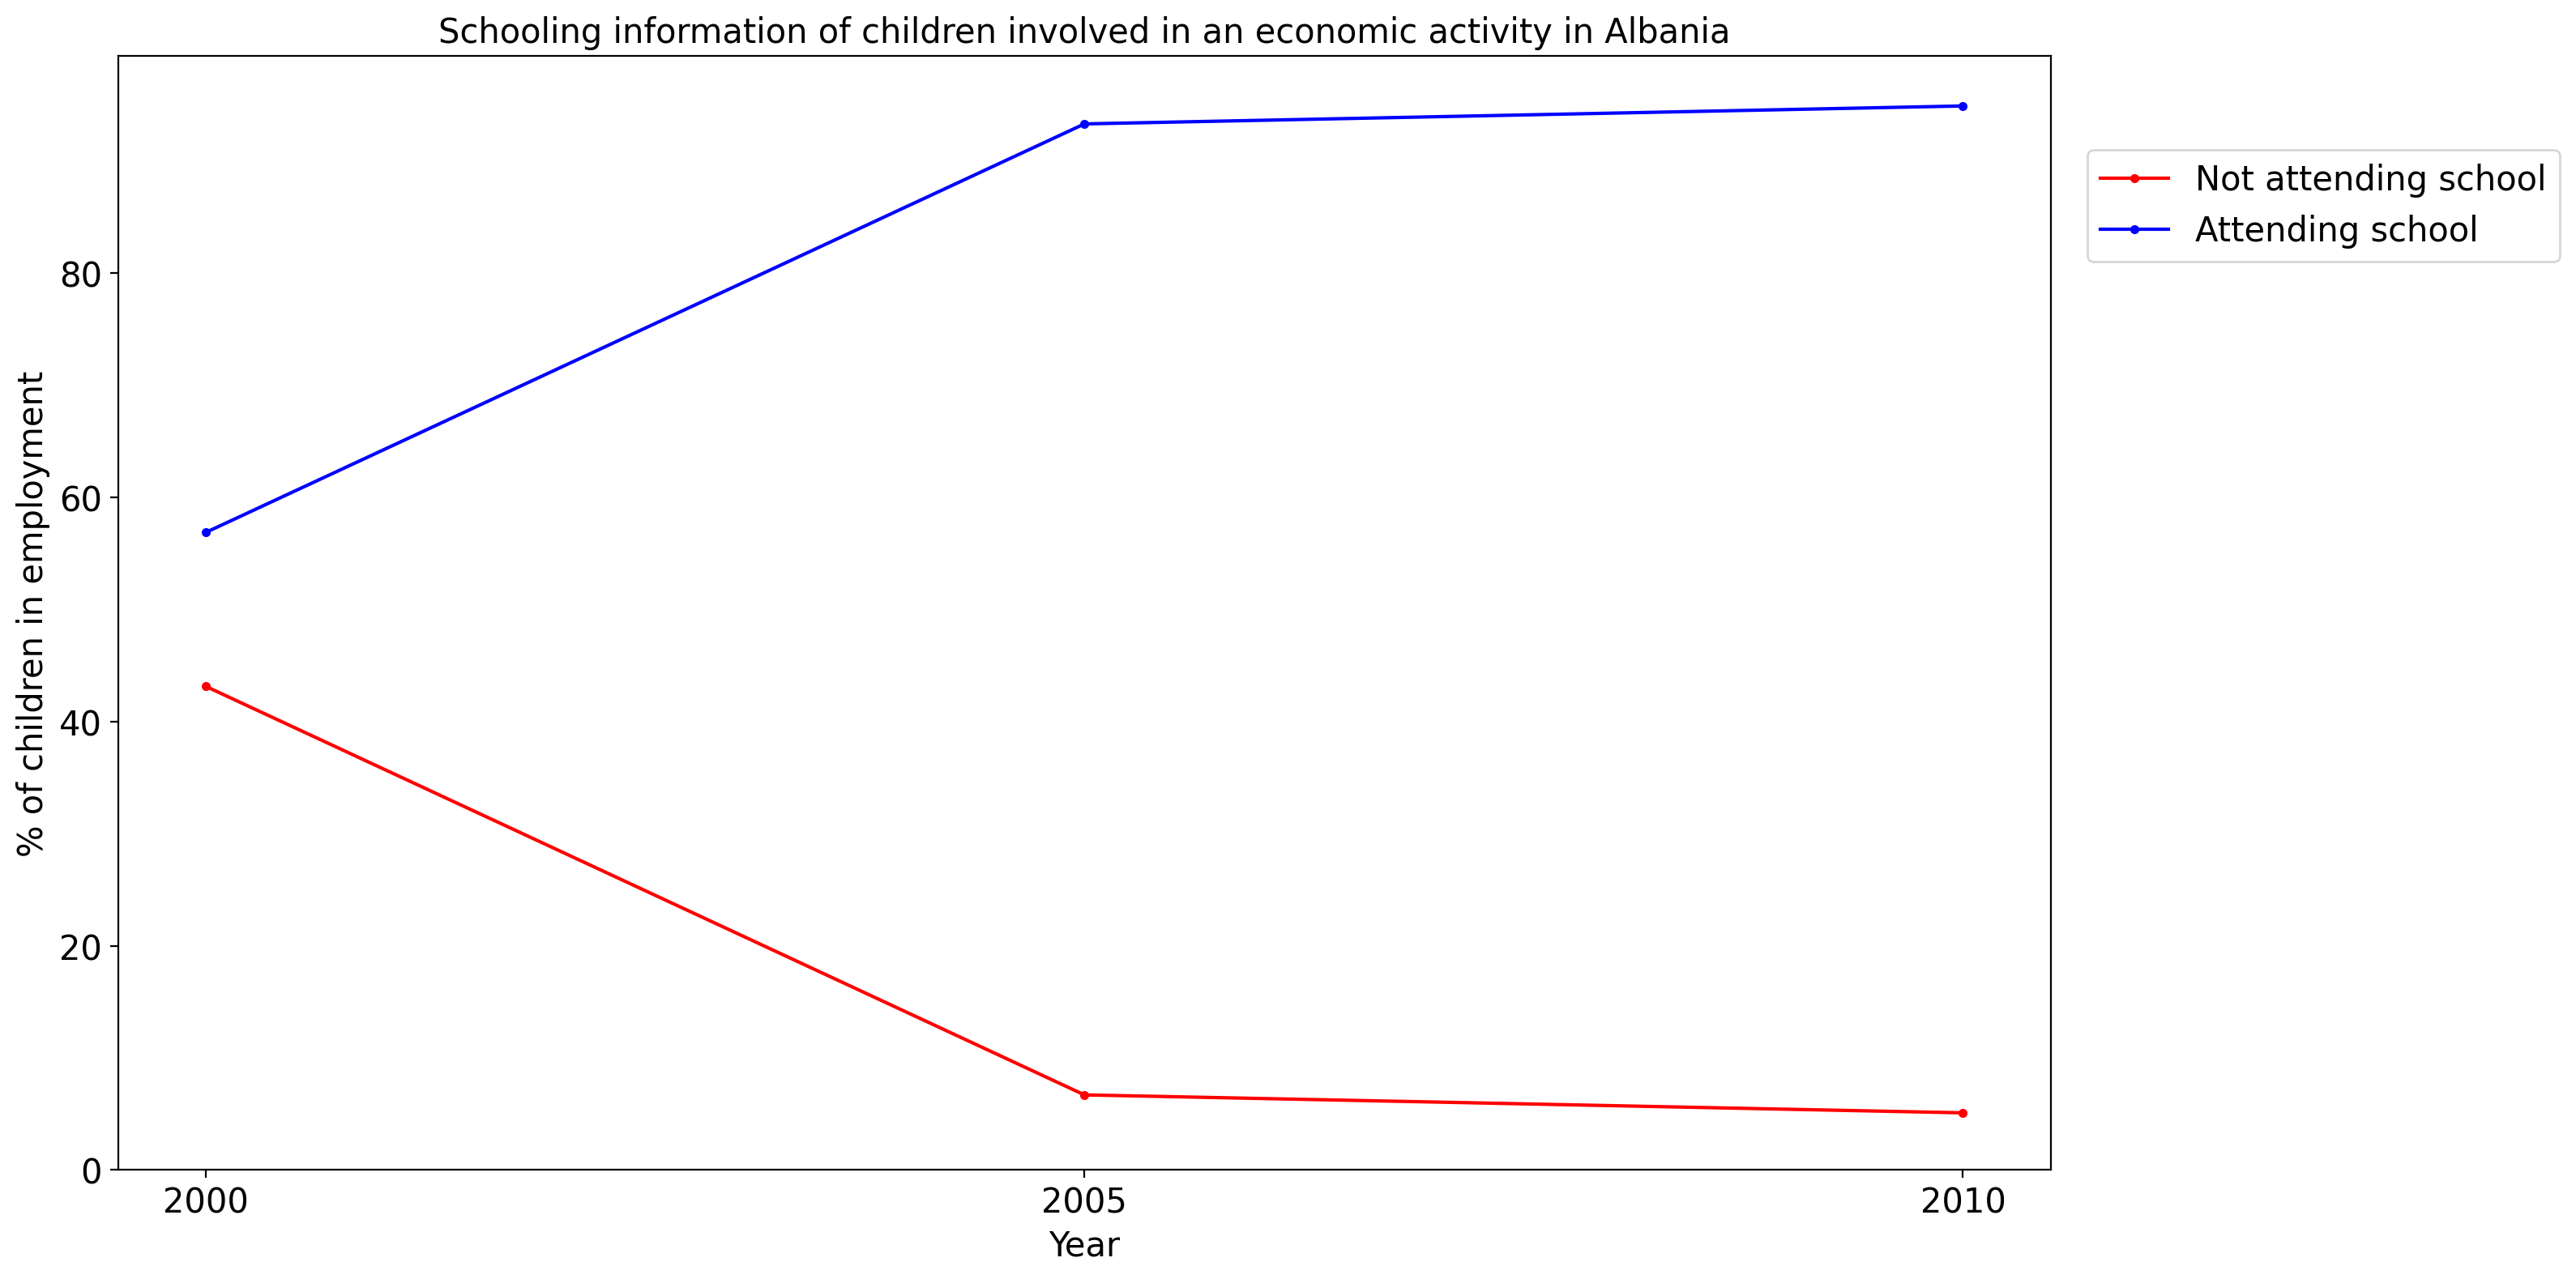 Schooling information of children involved in an economic activity in Albania
Not attending school
Attending school
% of children in employment
80
60
40
20
0
2000 2005 2010
Year